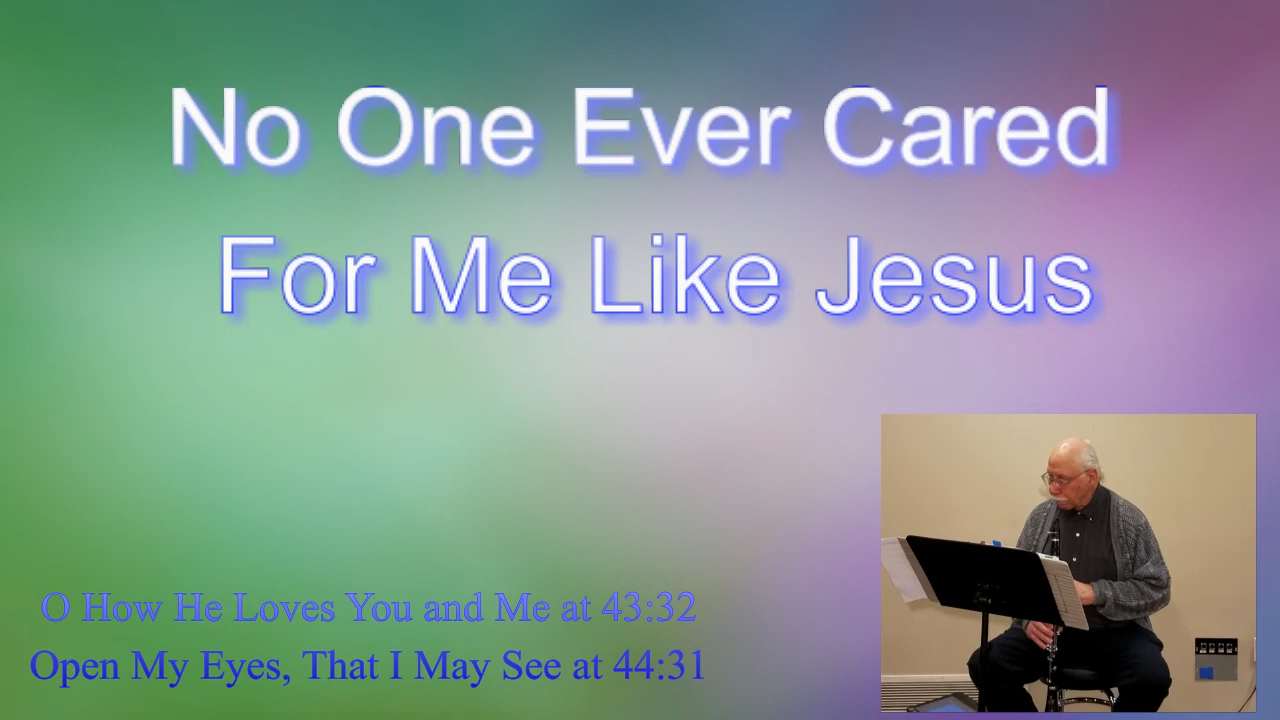 No One Ever Cared
For Me Like Jesus
O How He Loves You and Me at 43:32
Open My Eyes, That I May See at 44:31